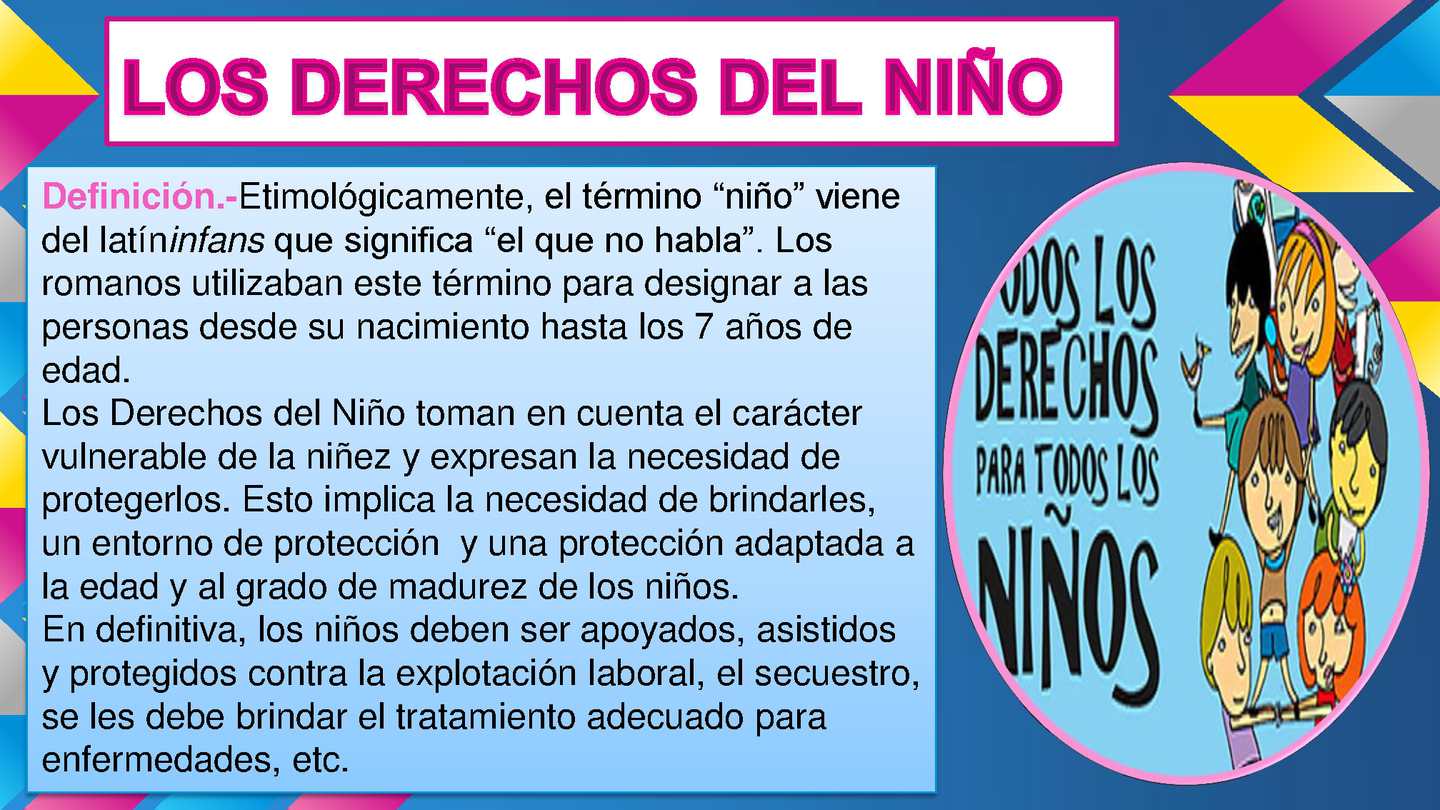 LOS DERECHOS DEL NIÑO
Definición.-Etimológicamente, el término “niño” viene
del latíninfans que significa “el que no habla”. Los
romanos utilizaban este término para designar a las
personas desde su nacimiento hasta los 7 años de
edad.
Los Derechos del Niño toman en cuenta el carácter
vulnerable de la niñez y expresan la necesidad de
protegerlos. Esto implica la necesidad de brindarles,
un entorno de protección  y una protección adaptada a
la edad y al grado de madurez de los niños.
En definitiva, los niños deben ser apoyados, asistidos
y protegidos contra la explotación laboral, el secuestro,
se les debe brindar el tratamiento adecuado para
enfermedades, etc.
TODOS LOS
DERECHOS
PARA TODOS LOS
NIÑOS